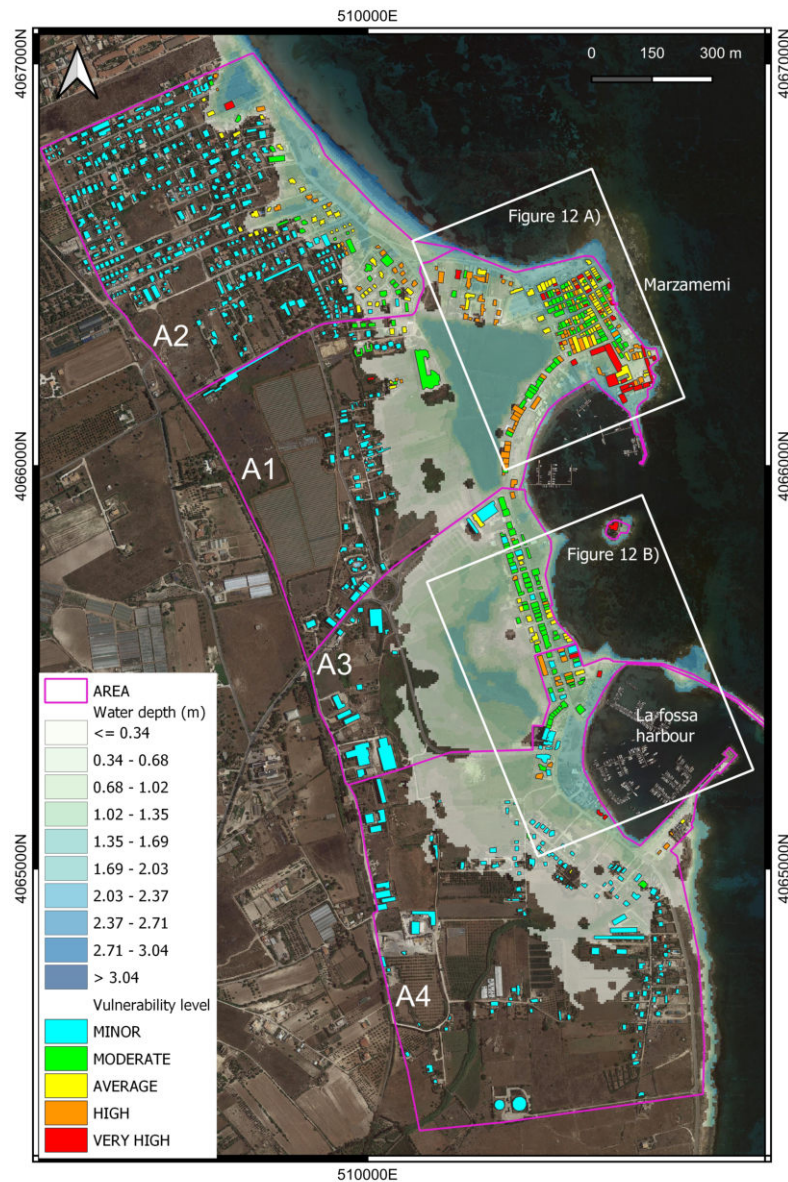 510000E
4067000N
4067000N
0 150 300 m
Figure 12 A)
Marzamemi
A2
A1
4066000N
4066000N
Figure 12 B)
A3
La fossa
harbour
AREA
Water depth (m)
<= 0.34
0.34 - 0.68
0.68 - 1.02
1.02 - 1.35
1.35 - 1.69
1.69 - 2.03
2.03 - 2.37
2.37 - 2.71
2.71 - 3.04
> 3.04
4065000N
4065000N
A4
Vulnerability level
MINOR
MODERATE
AVERAGE
HIGH
VERY HIGH
510000E